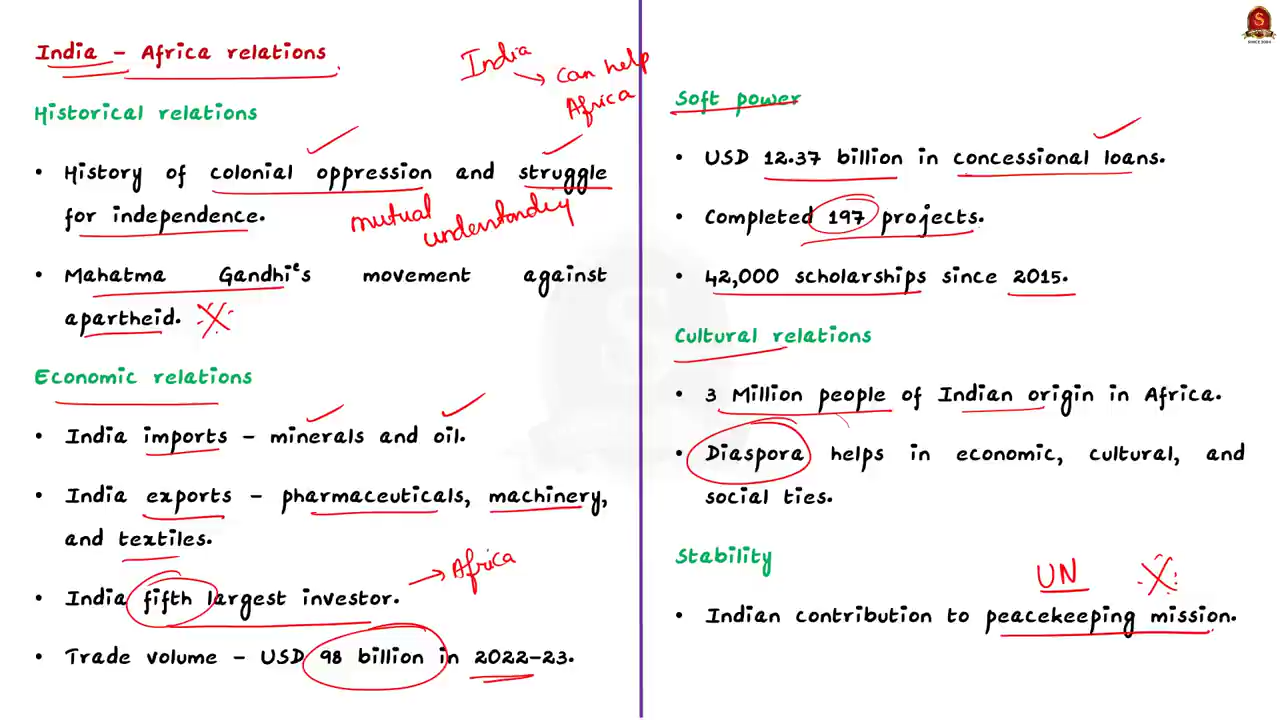 India - Africa relations
India
→ Can help
Africa
Historical relations
• History of colonial oppression and struggle
for independence.
mutual
understanding
• Mahatma Gandhi's movement against
apartheid.
Economic relations
• India imports - minerals and oil.
• India exports - pharmaceuticals, machinery,
and textiles.
→ Africa
• India fifth largest investor.
• Trade volume - USD 98 billion in 2022-23.
Soft power
• USD 12.37 billion in concessional loans.
• Completed 197 projects.
• 42,000 scholarships since 2015.
Cultural relations
• 3 Million people of Indian origin in Africa.
• Diaspora helps in economic, cultural, and
social ties.
Stability
UN
• Indian contribution to peacekeeping mission.